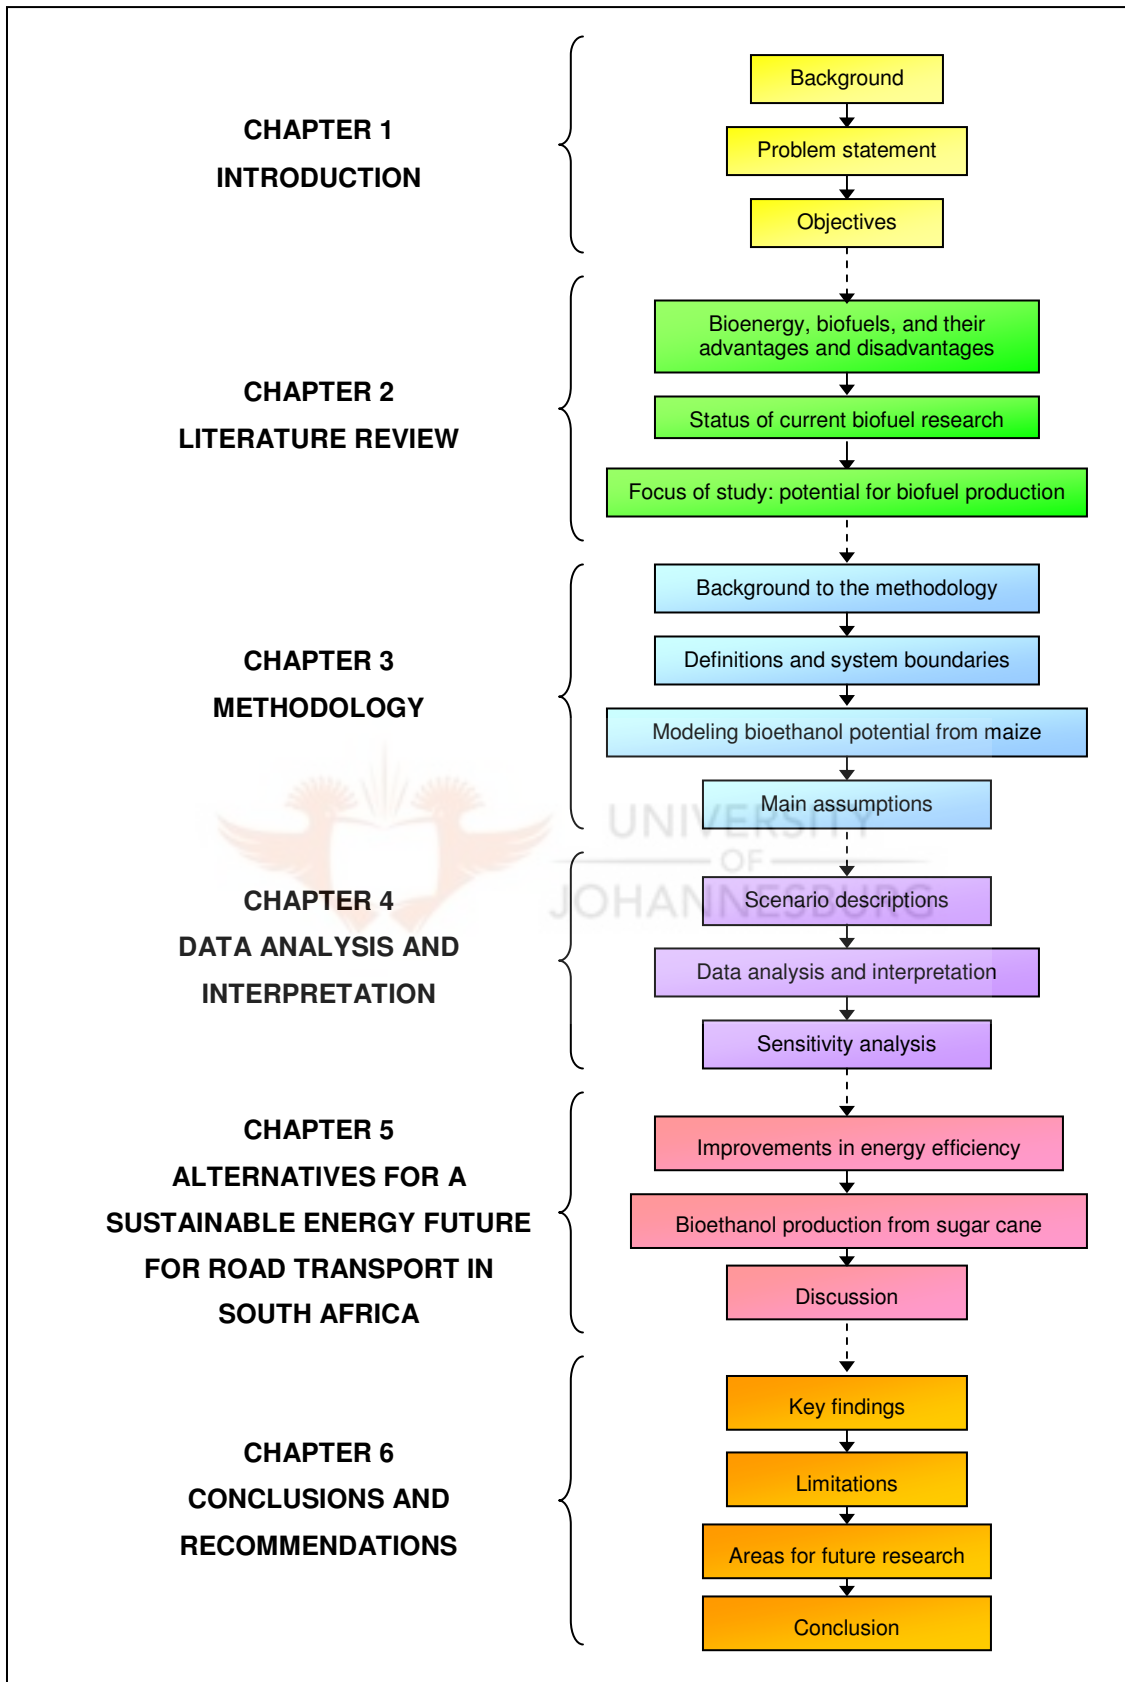 CHAPTER 1
INTRODUCTION
Background
Problem statement
Objectives
CHAPTER 2
LITERATURE REVIEW
Bioenergy, biofuels, and their
advantages and disadvantages
Status of current biofuel research
Focus of study: potential for biofuel production
CHAPTER 3
METHODOLOGY
Background to the methodology
Definitions and system boundaries
Modeling bioethanol potential from maize
Main assumptions
UNIVERSITY
OF
JOHANNESBURG
CHAPTER 4
DATA ANALYSIS AND
INTERPRETATION
Scenario descriptions
Data analysis and interpretation
Sensitivity analysis
CHAPTER 5
ALTERNATIVES FOR A
SUSTAINABLE ENERGY FUTURE
FOR ROAD TRANSPORT IN
SOUTH AFRICA
Improvements in energy efficiency
Bioethanol production from sugar cane
Discussion
CHAPTER 6
CONCLUSIONS AND
RECOMMENDATIONS
Key findings
Limitations
Areas for future research
Conclusion